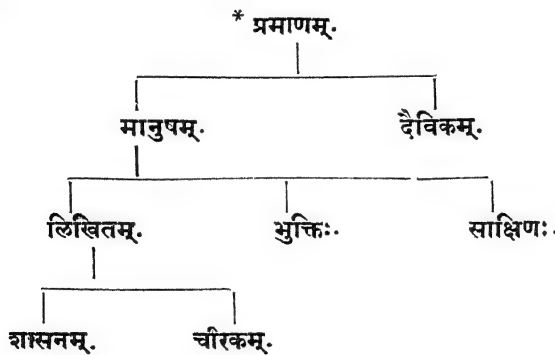 * प्रमाणम्.
मानुषम्. दैविकम्.
लिखितम्. भुक्तिः. साक्षिणः.
शासनम्. चीरकम्.